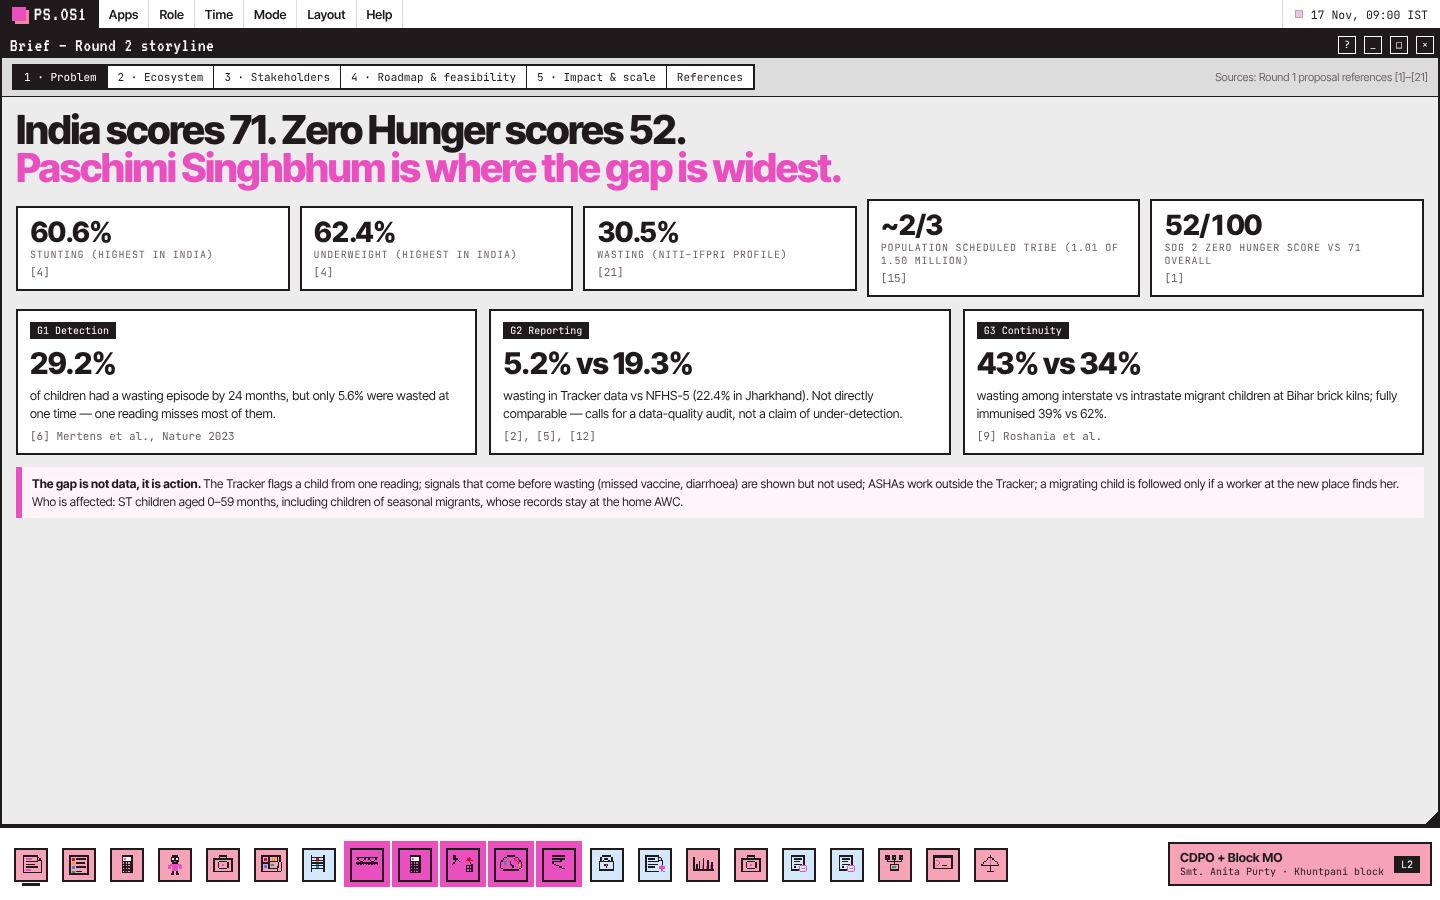 PS.OS1 Apps Role Time Mode Layout Help 17 Nov, 09:00 IST
Brief — Round 2 storyline ? _ □ ×
1 · Problem 2 · Ecosystem 3 · Stakeholders 4 · Roadmap & feasibility 5 · Impact & scale References Sources: Round 1 proposal references [1]–[21]
India scores 71. Zero Hunger scores 52.
Paschimi Singhbhum is where the gap is widest.
60.6%
STUNTING (HIGHEST IN INDIA)
[4]
62.4%
UNDERWEIGHT (HIGHEST IN INDIA)
[4]
30.5%
WASTING (NITI-IFPRI PROFILE)
[21]
~2/3
POPULATION SCHEDULED TRIBE (1.01 OF
1.50 MILLION)
[15]
52/100
SDG 2 ZERO HUNGER SCORE VS 71
OVERALL
[1]
G1 Detection
29.2%
of children had a wasting episode by 24 months, but only 5.6% were wasted at
one time — one reading misses most of them.
[6] Mertens et al., Nature 2023
G2 Reporting
5.2% vs 19.3%
wasting in Tracker data vs NFHS-5 (22.4% in Jharkhand). Not directly
comparable — calls for a data-quality audit, not a claim of under-detection.
[2], [5], [12]
G3 Continuity
43% vs 34%
wasting among interstate vs intrastate migrant children at Bihar brick kilns; fully
immunised 39% vs 62%.
[9] Roshania et al.
The gap is not data, it is action. The Tracker flags a child from one reading; signals that come before wasting (missed vaccine, diarrhoea) are shown but not used; ASHAs work outside the Tracker; a migrating child is followed only if a worker at the new place finds her.
Who is affected: ST children aged 0–59 months, including children of seasonal migrants, whose records stay at the home AWC.
CDPO + Block MO
Smt. Anita Purty · Khuntpani block
L2